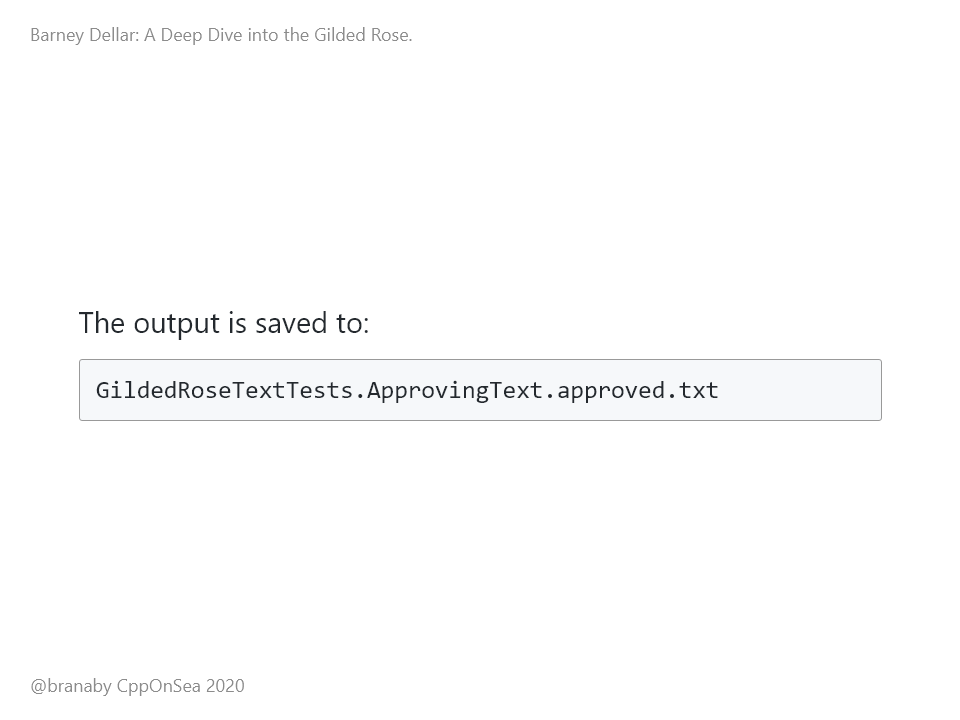 Barney Dellar: A Deep Dive into the Gilded Rose.
The output is saved to:
GildedRoseTextTests.ApprovingText.approved.txt
@branaby CppOnSea 2020